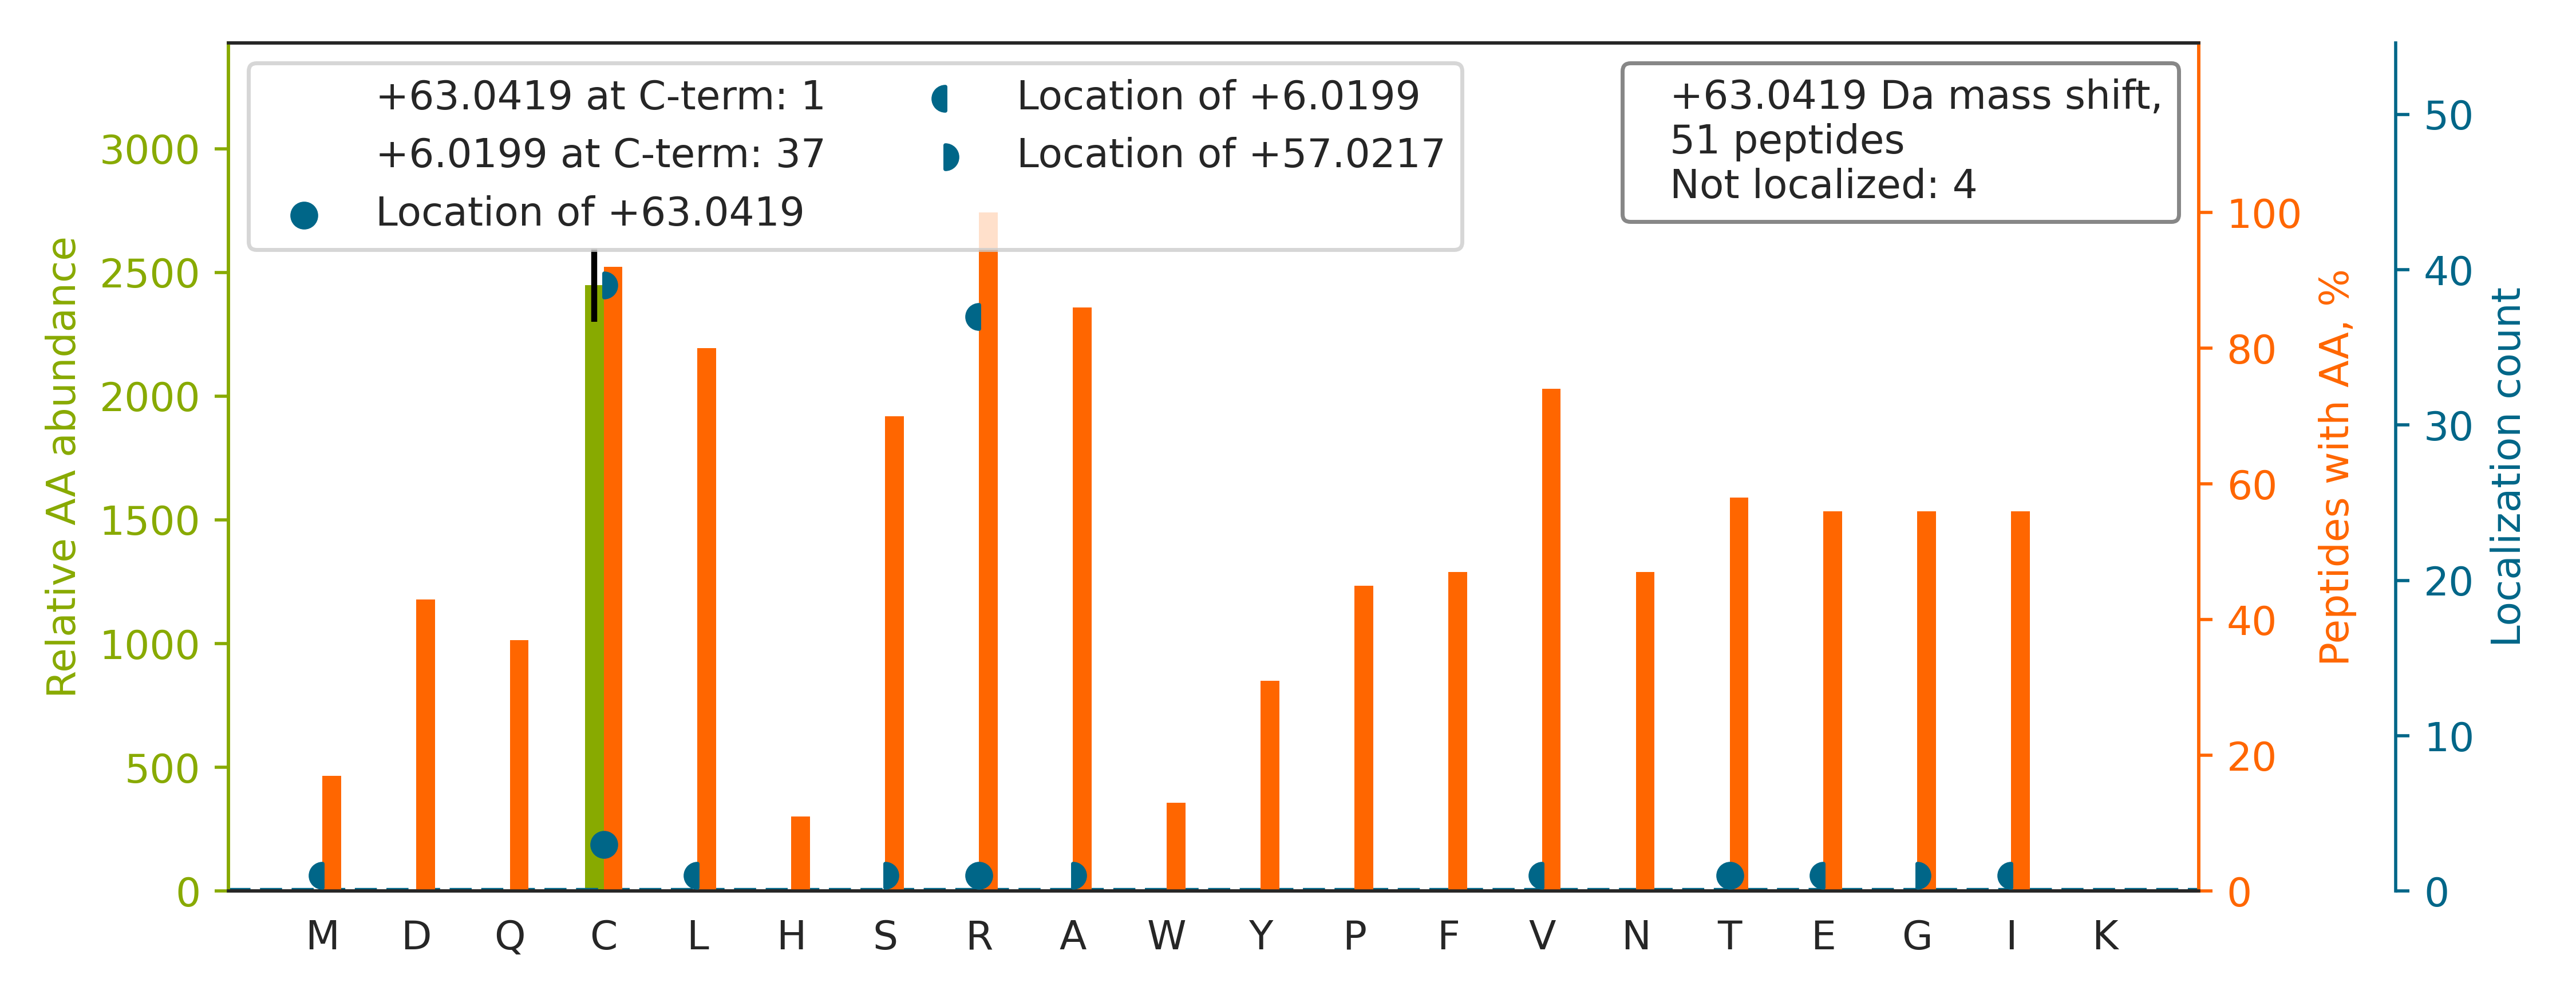 +63.0419 at C-term: 1
+6.0199 at C-term: 37
Location of +63.0419
Location of +6.0199
Location of +57.0217
+63.0419 Da mass shift,
51 peptides
Not localized: 4
Relative AA abundance
3000
2500
2000
1500
1000
500
0
M D Q C L H S R A W Y P F V N T E G I K
100
80
60
40
20
0
Peptides with AA, %
50
40
30
20
10
0
Localization count